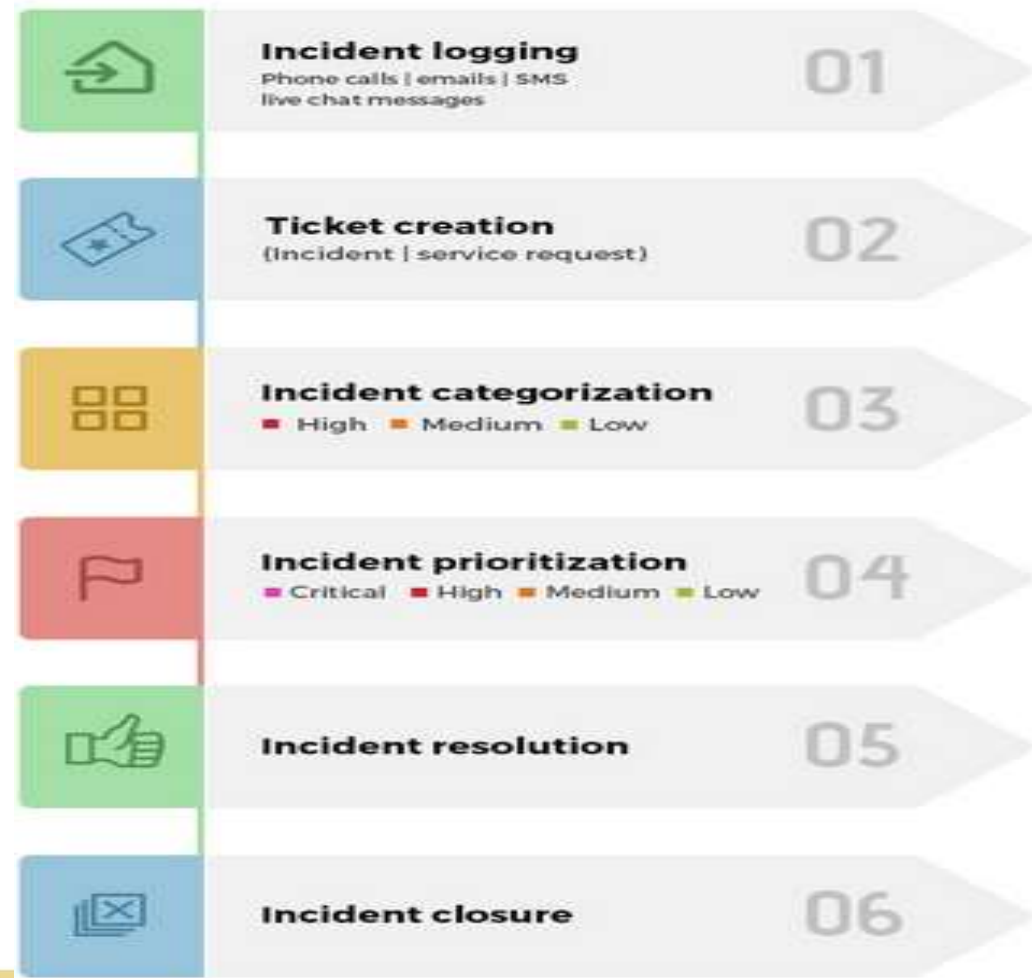 Incident logging
Phone calls | emails | SMS
live chat messages
01
Ticket creation
(Incident | service request)
02
Incident categorization
High Medium Low
03
Incident prioritization
Critical High Medium Low
04
Incident resolution
05
Incident closure
06